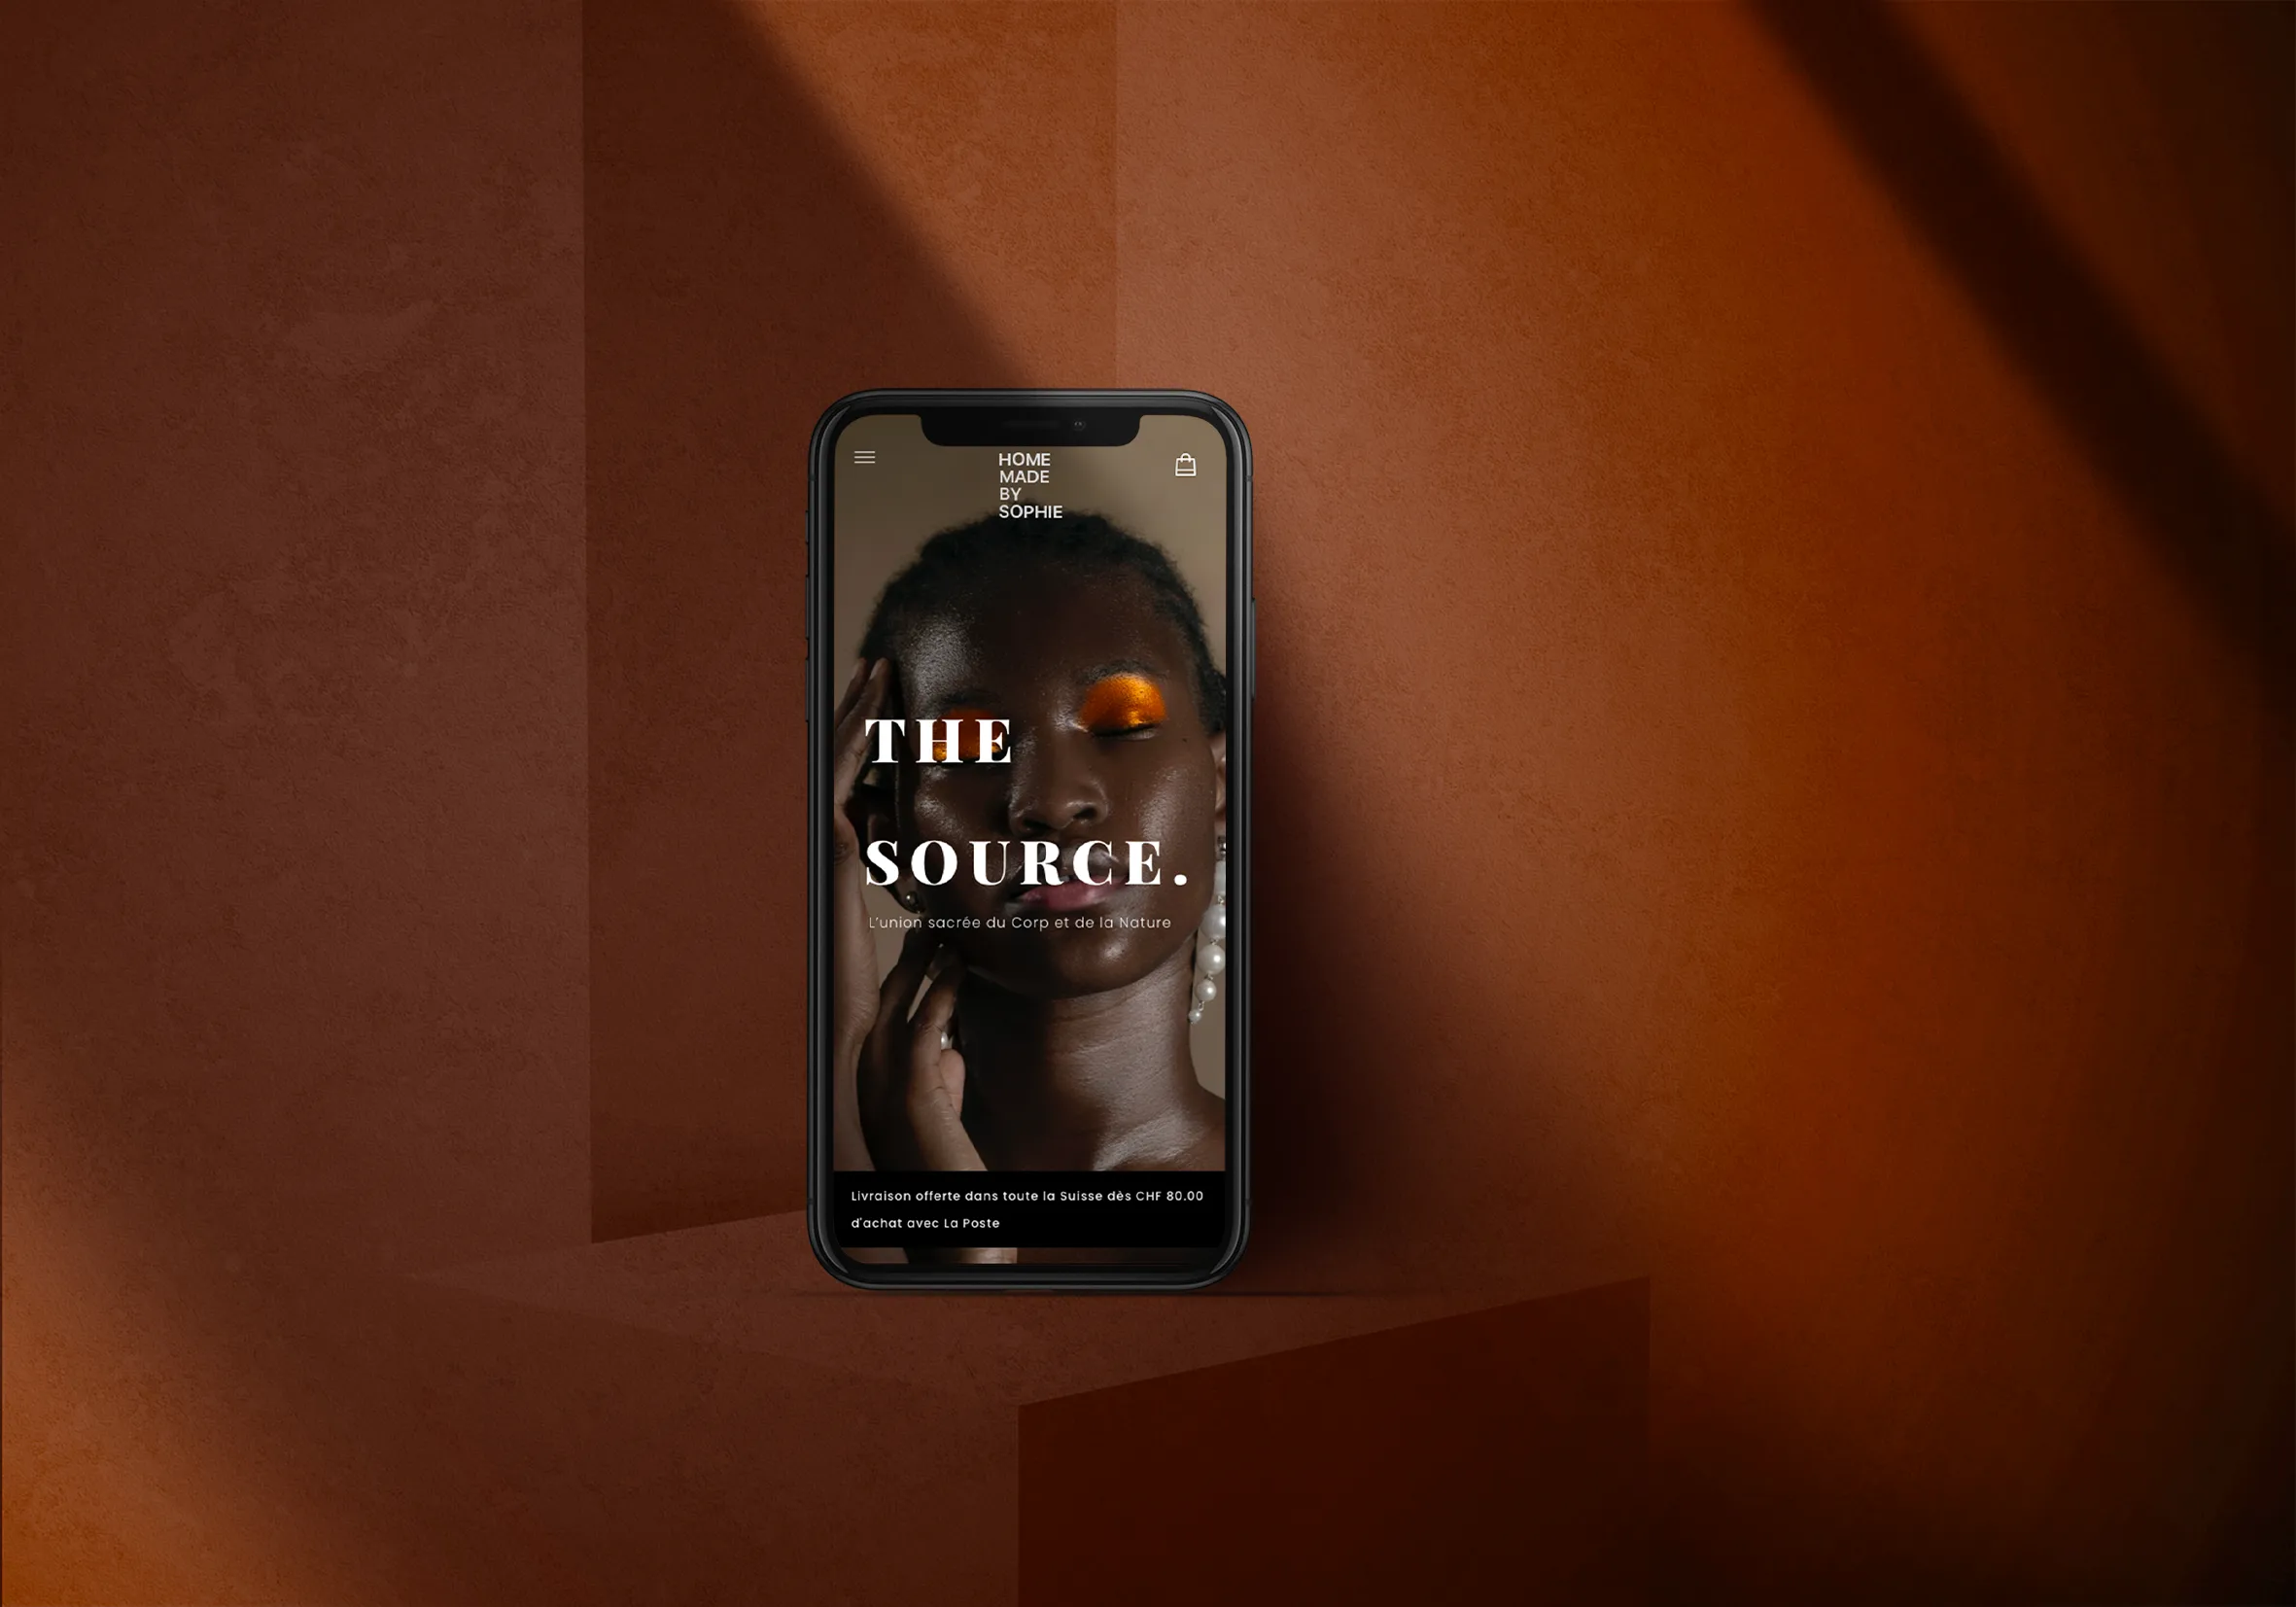 HOME
MADE
BY
SOPHIE
THE
SOURCE.
L'union sacrée du Corp et de la Nature
Livraison offerte dans toute la Suisse dès CHF 80.00
d'achat avec La Poste